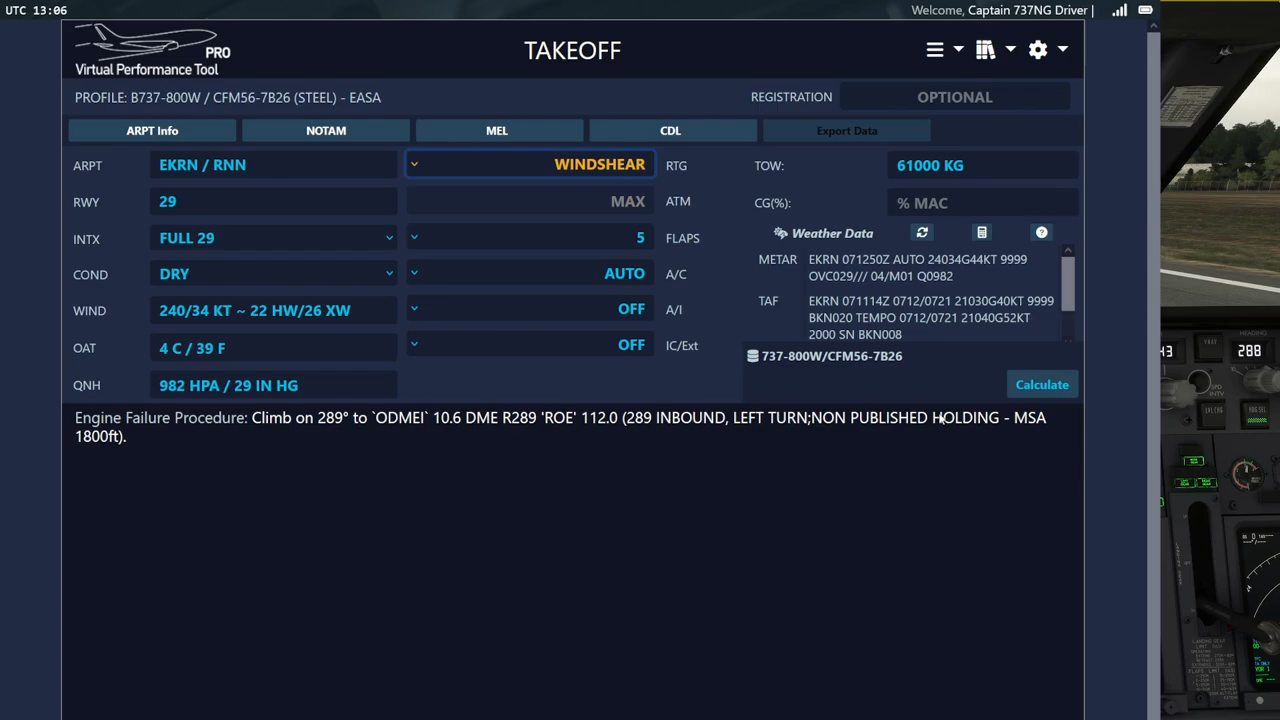 UTC 13:06
Welcome, Captain 737NG Driver |
PRO
Virtual Performance Tool
TAKEOFF
PROFILE: B737-800W / CFM56-7B26 (STEEL) - EASA
REGISTRATION OPTIONAL
ARPT Info NOTAM MEL CDL Export Data
ARPT EKRN / RNN WINDSHEAR RTG TOW: 61000 KG
RWY 29 MAX ATM CG(%): % MAC
INTX FULL 29 5 FLAPS Weather Data
COND DRY AUTO A/C METAR EKRN 071250Z AUTO 24034G44KT 9999
OVC029/// 04/M01 Q0982
WIND 240/34 KT ~ 22 HW/26 XW OFF A/I TAF EKRN 071114Z 0712/0721 21030G40KT 9999
BKN020 TEMPO 0712/0721 21040G52KT
2000 SN BKN008
OAT 4 C / 39 F OFF IC/Ext 737-800W/CFM56-7B26
QNH 982 HPA / 29 IN HG Calculate
Engine Failure Procedure: Climb on 289° to `ODMEI` 10.6 DME R289 'ROE' 112.0 (289 INBOUND, LEFT TURN;NON PUBLISHED HOLDING - MSA
1800ft).
HEADING
288
SPD
INTV